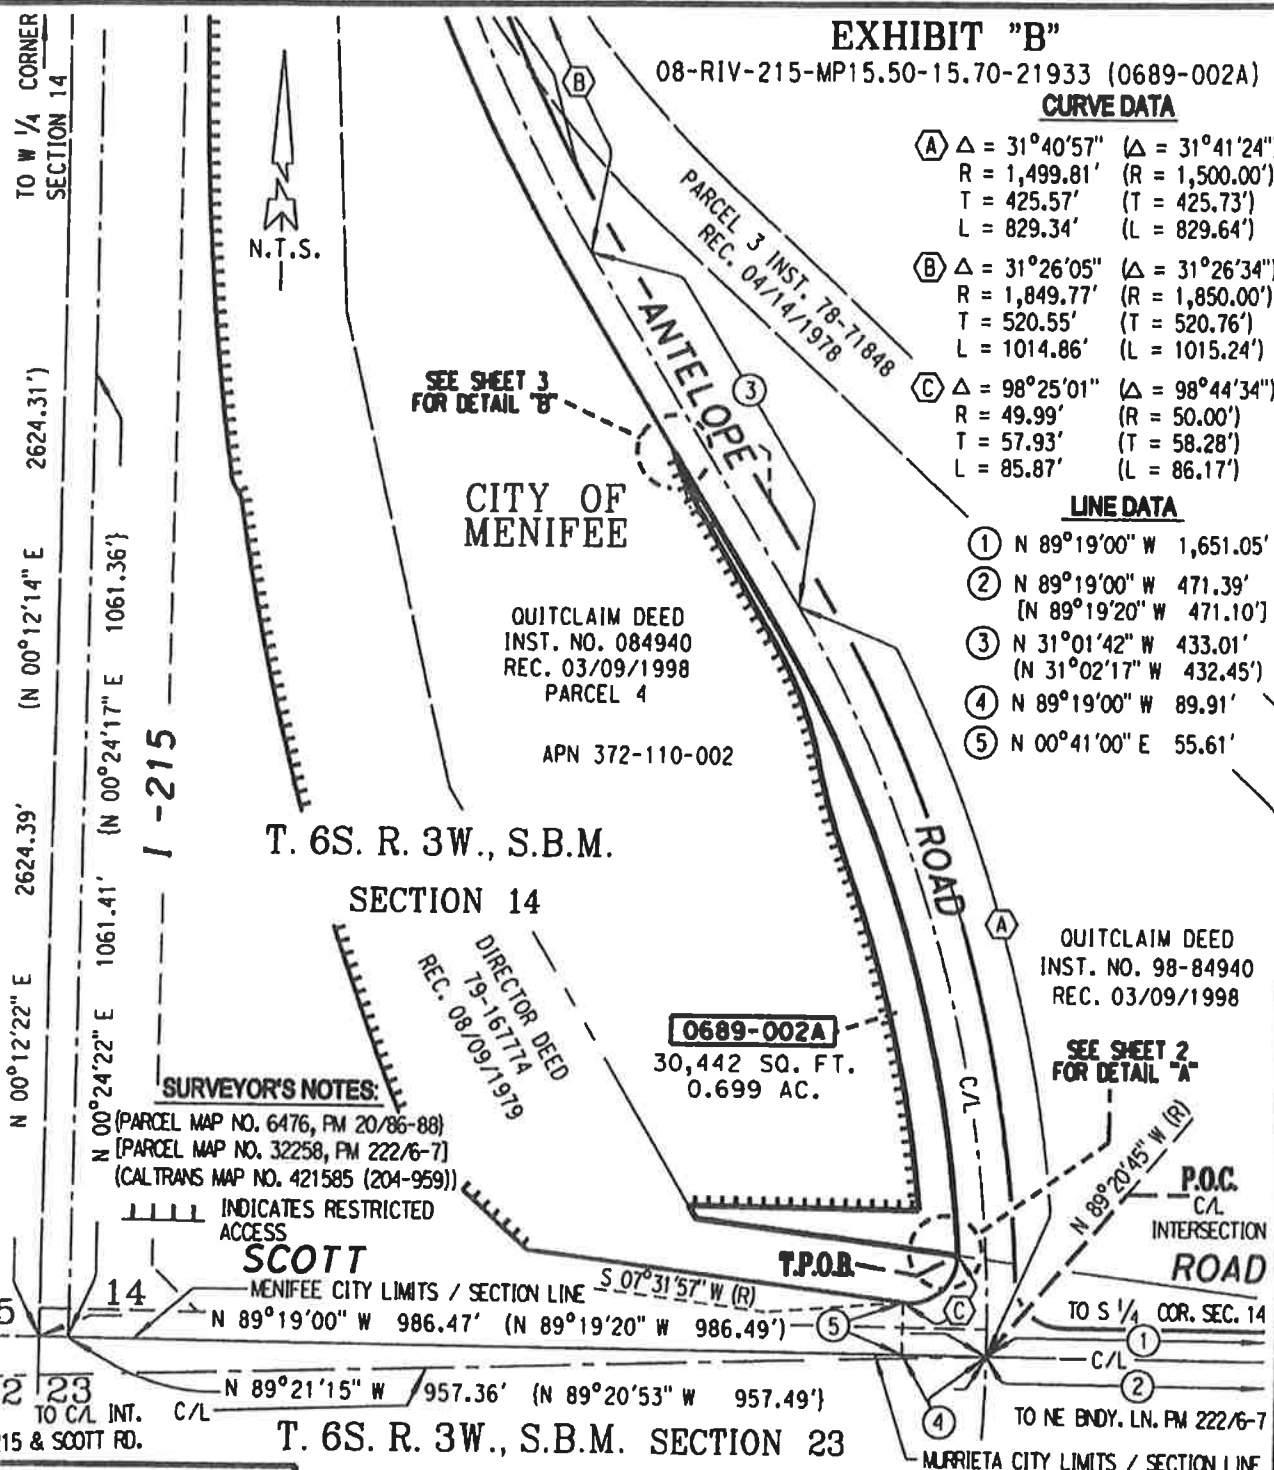 EXHIBIT "B"
08-RIV-215-MP15.50-15.70-21933 (0689-002A)
CURVE DATA
A Δ = 31°40'57" (Δ = 31°41'24"
R = 1,499.81' (R = 1,500.00')
T = 425.57' (T = 425.73')
L = 829.34' (L = 829.64')
B Δ = 31°26'05" (Δ = 31°26'34"
R = 1,849.77' (R = 1,850.00')
T = 520.55' (T = 520.76')
L = 1014.86' (L = 1015.24')
C Δ = 98°25'01" (Δ = 98°44'34"
R = 49.99' (R = 50.00')
T = 57.93' (T = 58.28')
L = 85.87' (L = 86.17')
LINE DATA
1 N 89°19'00" W 1,651.05'
2 N 89°19'00" W 471.39'
[N 89°19'20" W 471.10']
3 N 31°01'42" W 433.01'
(N 31°02'17" W 432.45')
4 N 89°19'00" W 89.91'
5 N 00°41'00" E 55.61'
TO W 1/4 CORNER
SECTION 14
N.T.S.
B
PARCEL 3 INST. 78-71848
REC. 04/14/1978
ANTELOPE
3
SEE SHEET 3
FOR DETAIL "B"
CITY OF
MENIFEE
QUITCLAIM DEED
INST. NO. 084940
REC. 03/09/1998
PARCEL 4
APN 372-110-002
N 00°12'22" E 2624.39' (N 00°12'14" E 2624.31')
N 00°24'22" E 1061.41' {N 00°24'17" E 1061.36'}
I-215
T. 6S. R. 3W., S.B.M.
SECTION 14
ROAD
A
DIRECTOR DEED
79-167774
REC. 08/09/1979
QUITCLAIM DEED
INST. NO. 98-84940
REC. 03/09/1998
0689-002A
30,442 SQ. FT.
0.699 AC.
C/L
SEE SHEET 2
FOR DETAIL "A"
SURVEYOR'S NOTES:
{PARCEL MAP NO. 6476, PM 20/86-88}
[PARCEL MAP NO. 32258, PM 222/6-7]
(CALTRANS MAP NO. 421585 (204-959))
INDICATES RESTRICTED
ACCESS
N 89°20'45" W (R)
P.O.C.
C/L
INTERSECTION
SCOTT
T.P.O.B.
ROAD
14
MENIFEE CITY LIMITS / SECTION LINE
S 07°31'57" W (R)
C
TO S 1/4 COR. SEC. 14
N 89°19'00" W 986.47' (N 89°19'20" W 986.49')
5
1
C/L
2
23
N 89°21'15" W 957.36' {N 89°20'53" W 957.49'}
2
TO C/L INT.
C/L
4
TO NE BNDY. LN. PM 222/6-7
15 & SCOTT RD.
T. 6S. R. 3W., S.B.M. SECTION 23
MURRIETA CITY LIMITS / SECTION LINE